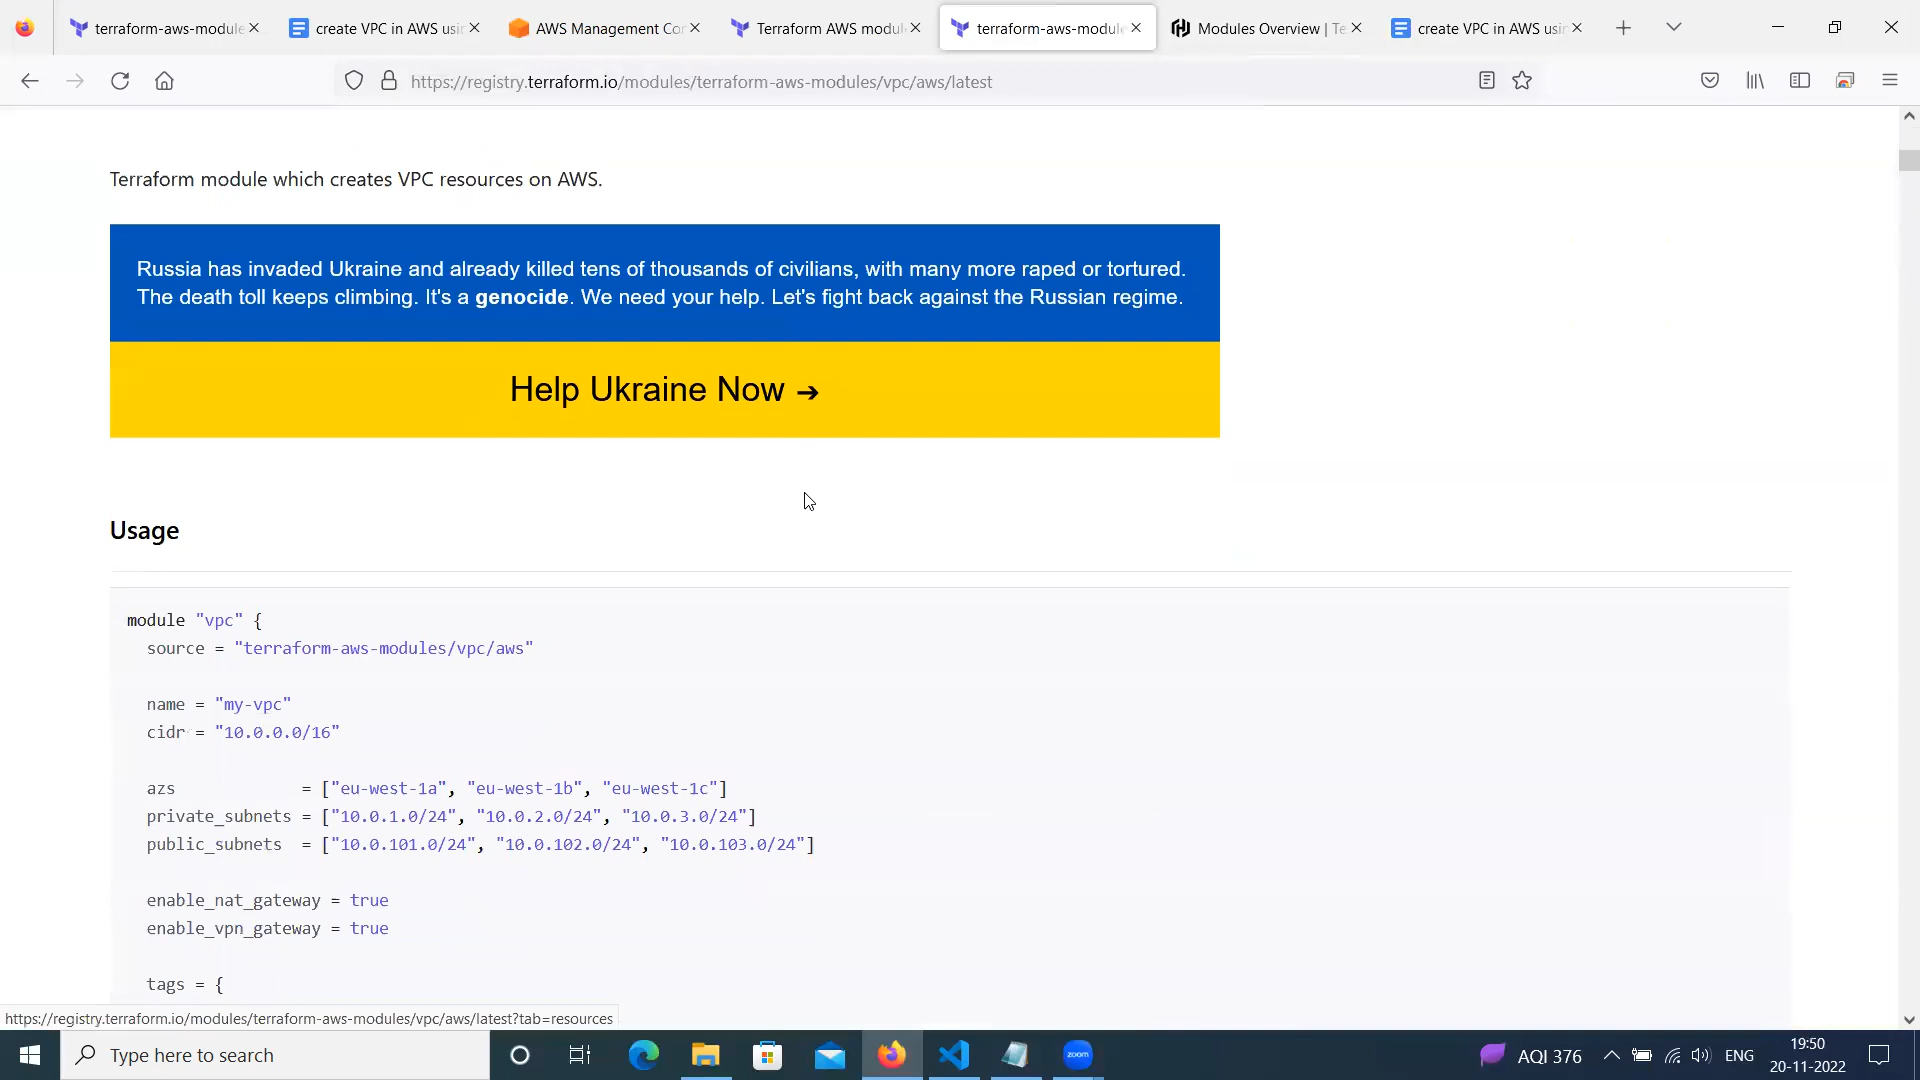 terraform-aws-module
create VPC in AWS usin
AWS Management Con
Terraform AWS modul
terraform-aws-module
Modules Overview | Te
create VPC in AWS usin
https://registry.terraform.io/modules/terraform-aws-modules/vpc/aws/latest
Terraform module which creates VPC resources on AWS.
Russia has invaded Ukraine and already killed tens of thousands of civilians, with many more raped or tortured.
The death toll keeps climbing. It's a genocide. We need your help. Let's fight back against the Russian regime.
Help Ukraine Now ➔
Usage
module "vpc" {
source = "terraform-aws-modules/vpc/aws"
name = "my-vpc"
cidr = "10.0.0.0/16"
azs = ["eu-west-1a", "eu-west-1b", "eu-west-1c"]
private_subnets = ["10.0.1.0/24", "10.0.2.0/24", "10.0.3.0/24"]
public_subnets = ["10.0.101.0/24", "10.0.102.0/24", "10.0.103.0/24"]
enable_nat_gateway = true
enable_vpn_gateway = true
tags = {
https://registry.terraform.io/modules/terraform-aws-modules/vpc/aws/latest?tab=resources
Type here to search
zoom
AQI 376
ENG
19:50
20-11-2022